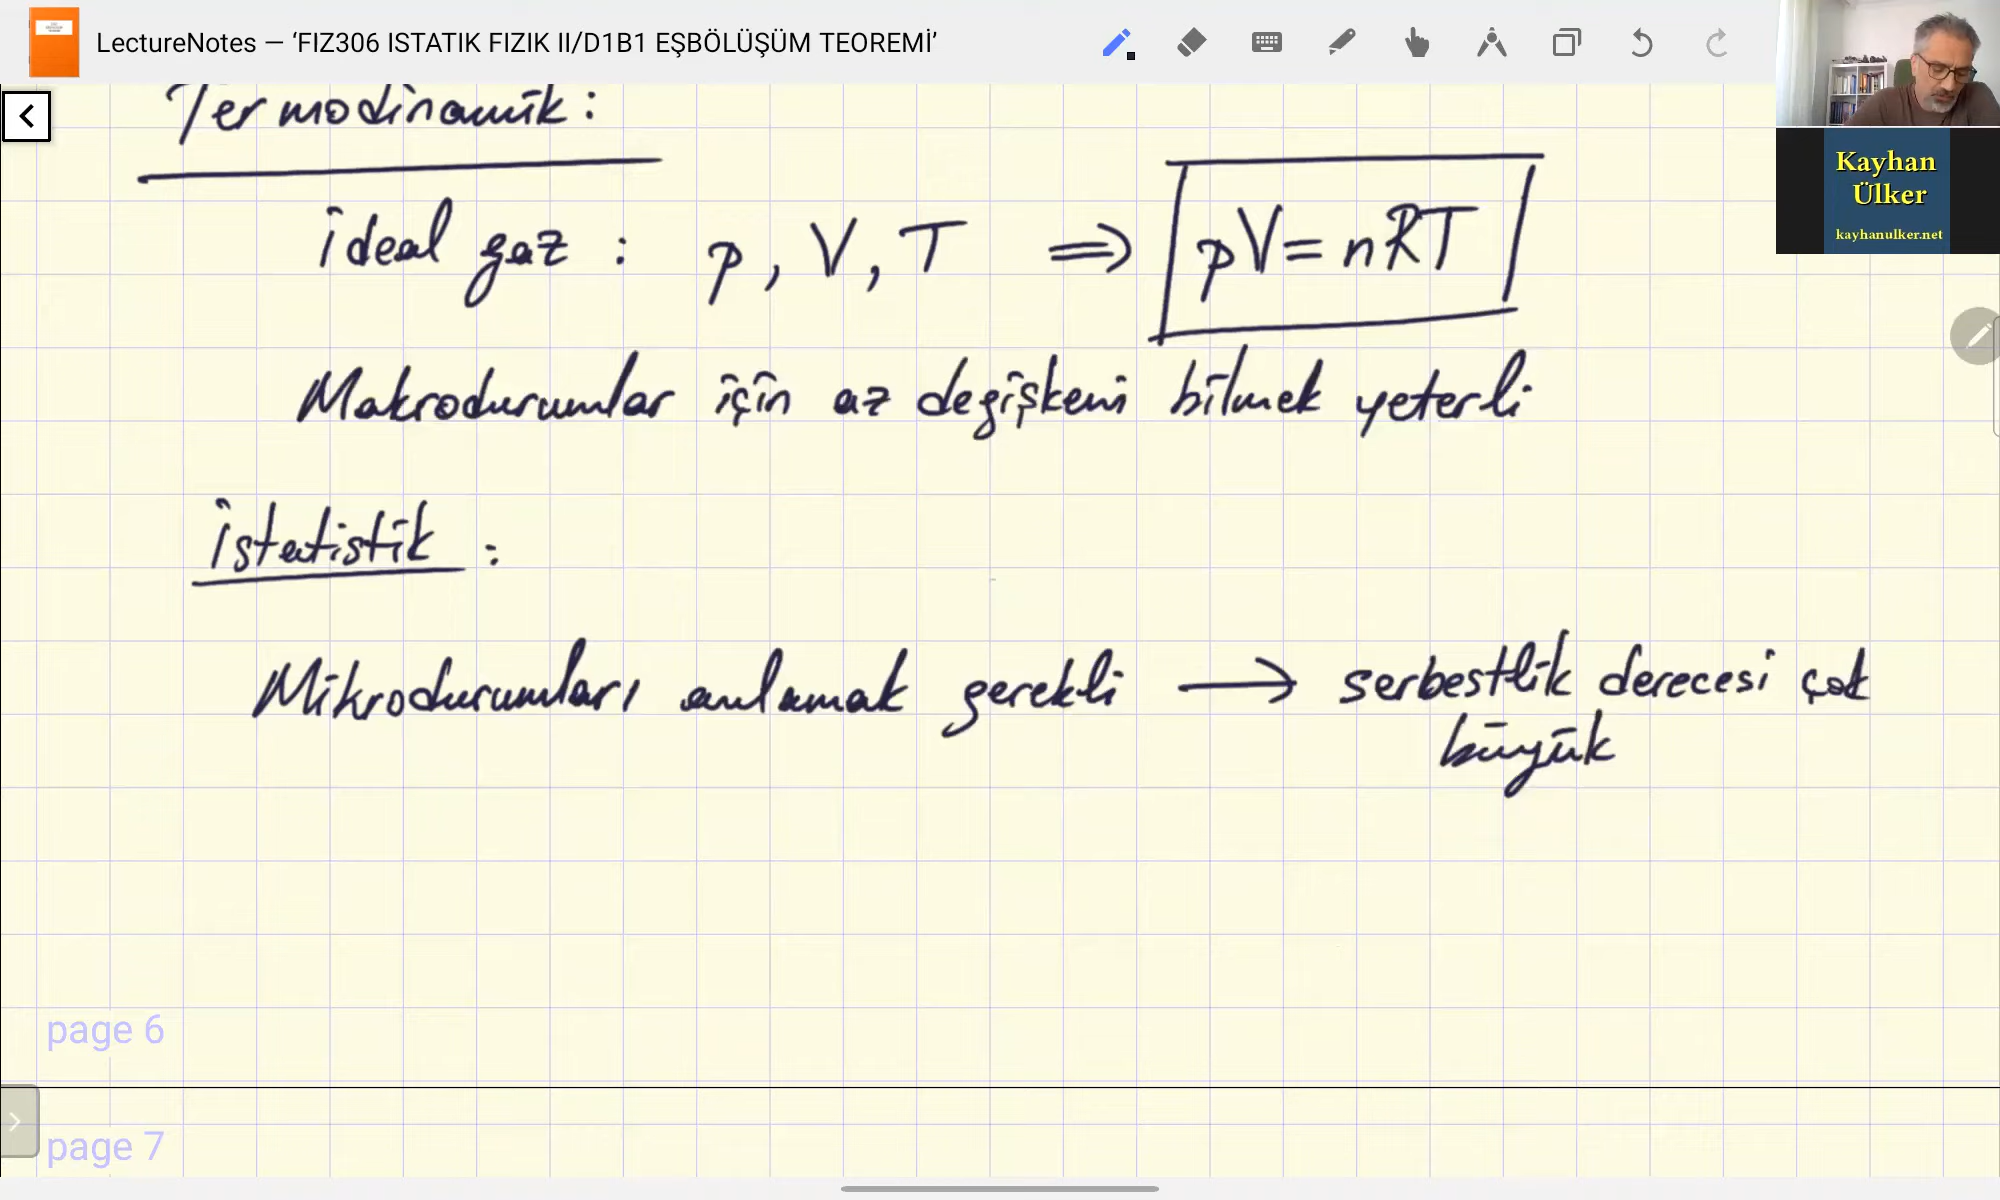 LectureNotes — ‘FIZ306 ISTATIK FIZIK II/D1B1 EŞBÖLÜŞÜM TEOREMİ’
Kayhan
Ülker
kayhanulker.net
Termodinamik:
ideal gaz : p, V, T ⟹ pV = nRT
Makrodurumlar için az değişkeni bilmek yeterli
İstatistik :
Mikrodurumları anlamak gerekli → serbestlik derecesi çok
büyük
page 6
page 7